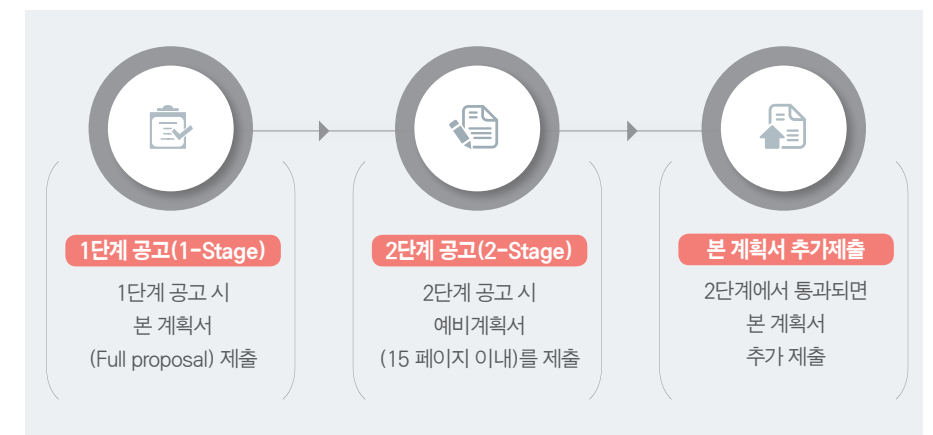 1단계 공고(1-Stage)
1단계 공고 시
본 계획서
(Full proposal) 제출
2단계 공고(2-Stage)
2단계 공고 시
예비계획서
(15 페이지 이내)를 제출
본 계획서 추가제출
2단계에서 통과되면
본 계획서
추가 제출